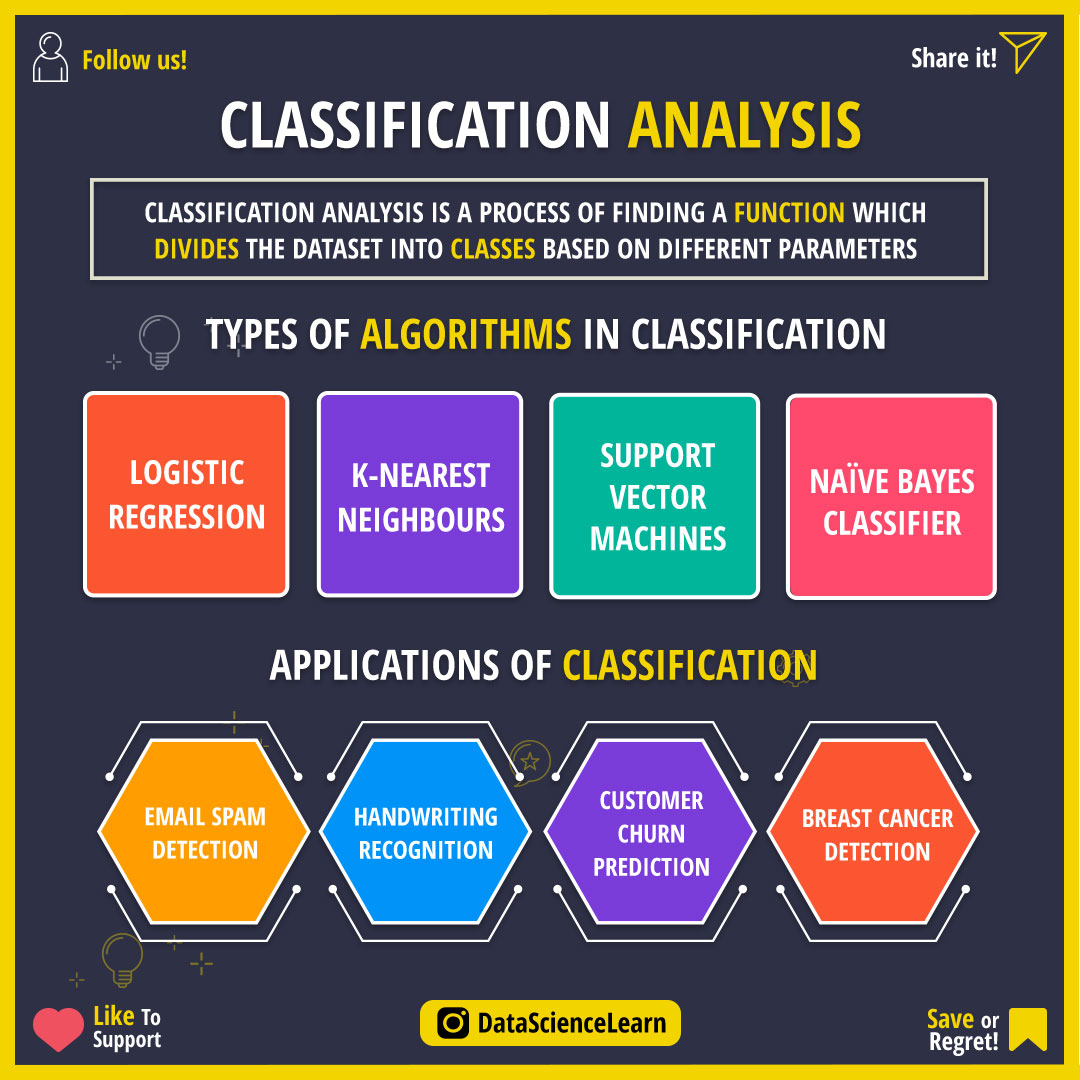 Follow us!
Share it!
CLASSIFICATION ANALYSIS
CLASSIFICATION ANALYSIS IS A PROCESS OF FINDING A FUNCTION WHICH
DIVIDES THE DATASET INTO CLASSES BASED ON DIFFERENT PARAMETERS
TYPES OF ALGORITHMS IN CLASSIFICATION
LOGISTIC
REGRESSION
K-NEAREST
NEIGHBOURS
SUPPORT
VECTOR
MACHINES
NAÏVE BAYES
CLASSIFIER
APPLICATIONS OF CLASSIFICATION
EMAIL SPAM
DETECTION
HANDWRITING
RECOGNITION
CUSTOMER
CHURN
PREDICTION
BREAST CANCER
DETECTION
Like To
Support
DataScienceLearn
Save or
Regret!